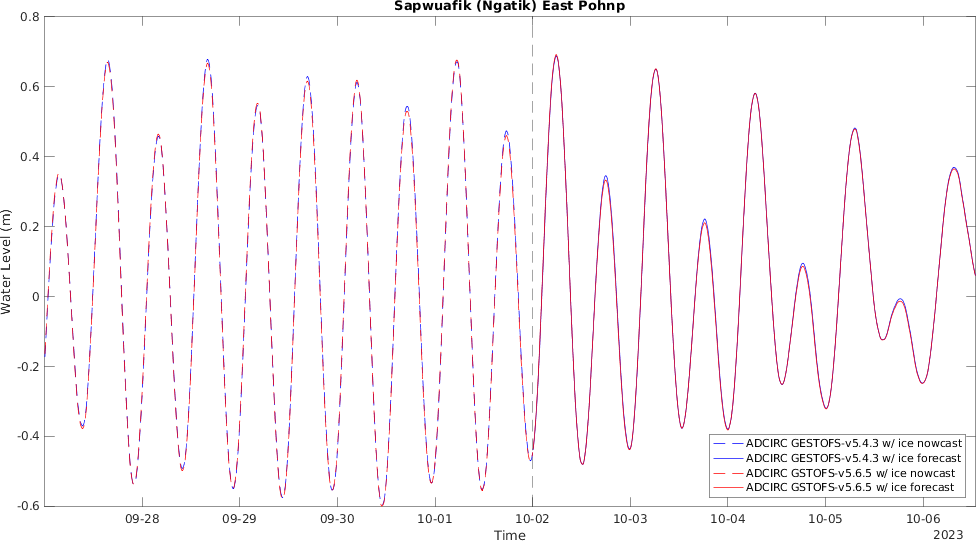 Sapwuafik (Ngatik) East Pohnp
0.8
0.6
0.4
0.2
0
-0.2
-0.4
-0.6
Water Level (m)
ADCIRC GESTOFS-v5.4.3 w/ ice nowcast
ADCIRC GESTOFS-v5.4.3 w/ ice forecast
ADCIRC GSTOFS-v5.6.5 w/ ice nowcast
ADCIRC GSTOFS-v5.6.5 w/ ice forecast
09-28 09-29 09-30 10-01 10-02 10-03 10-04 10-05 10-06
Time
2023